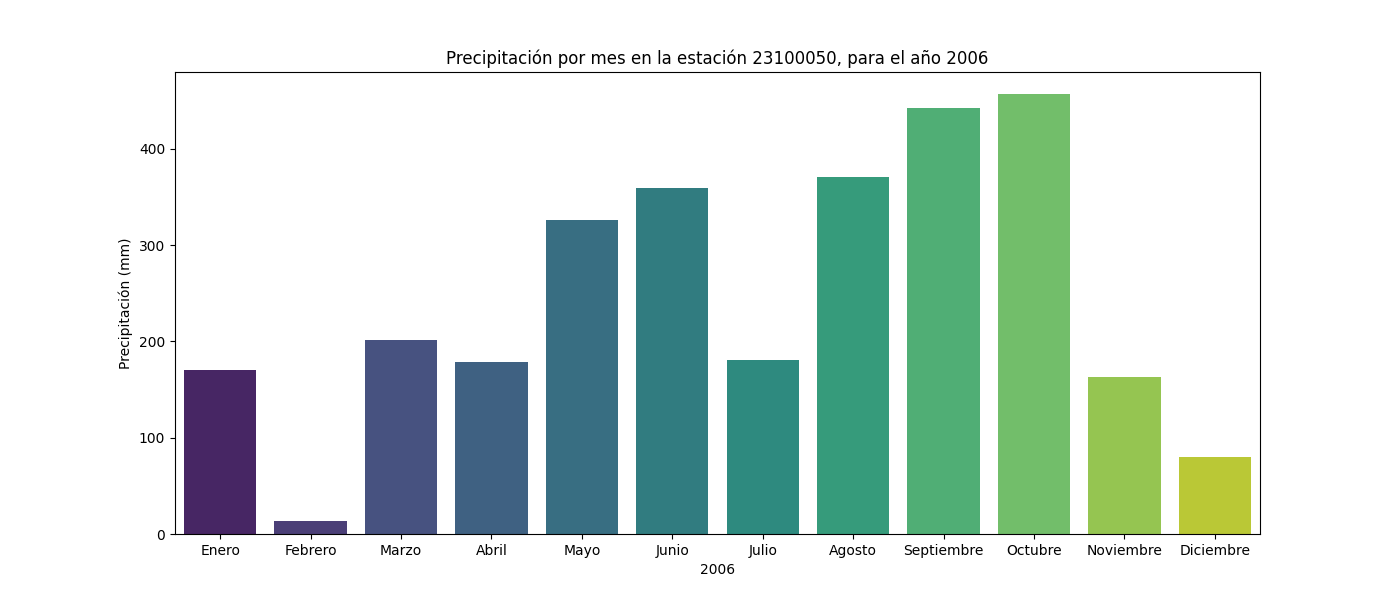 Precipitación por mes en la estación 23100050, para el año 2006
Precipitación (mm)
400
300
200
100
0
Enero Febrero Marzo Abril Mayo Junio Julio Agosto Septiembre Octubre Noviembre Diciembre
2006